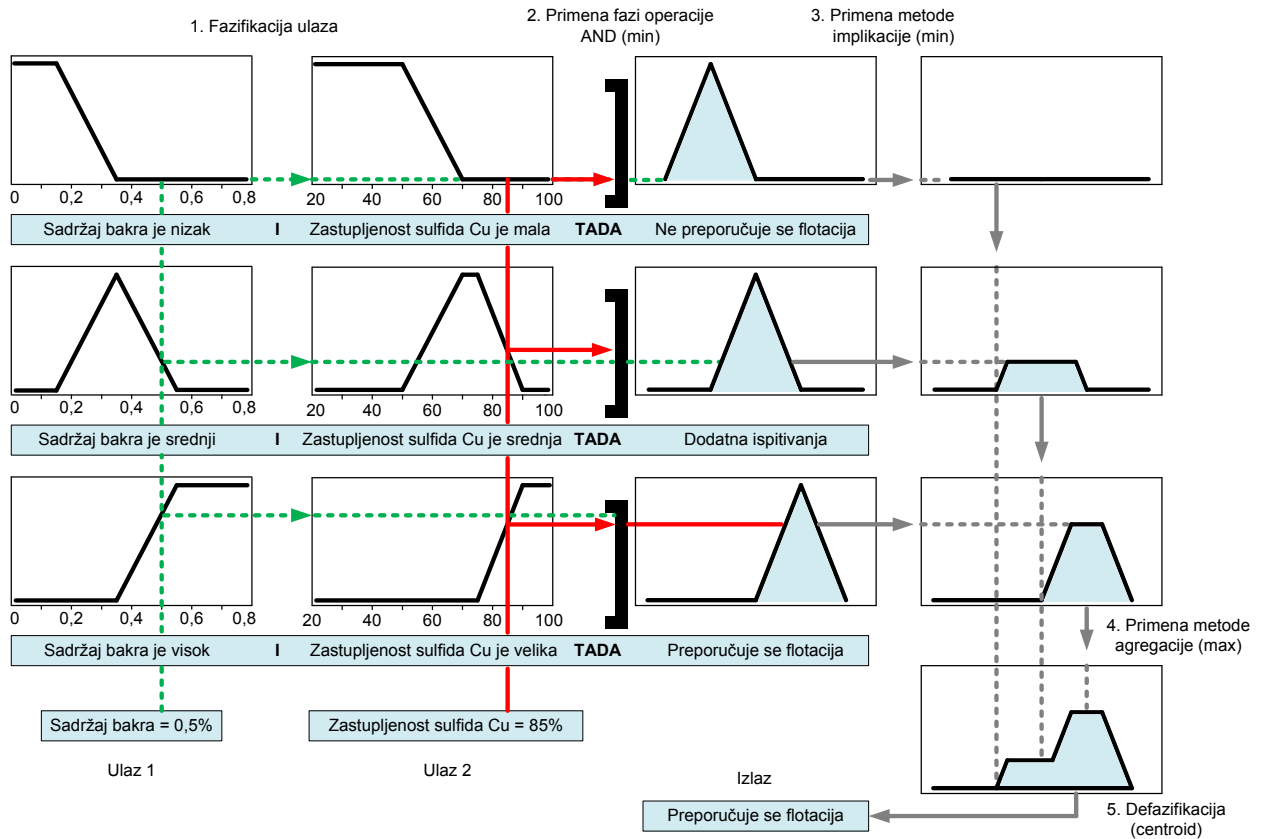 1. Fazifikacija ulaza
2. Primena fazi operacije
AND (min)
3. Primena metode
implikacije (min)
0 0,2 0,4 0,6 0,8
20 40 60 80 100
Sadržaj bakra je nizak I Zastupljenost sulfida Cu je mala TADA Ne preporučuje se flotacija
0 0,2 0,4 0,6 0,8
20 40 60 80 100
Sadržaj bakra je srednji I Zastupljenost sulfida Cu je srednja TADA Dodatna ispitivanja
0 0,2 0,4 0,6 0,8
20 40 60 80 100
Sadržaj bakra je visok I Zastupljenost sulfida Cu je velika TADA Preporučuje se flotacija
4. Primena metode
agregacije (max)
Sadržaj bakra = 0,5%
Zastupljenost sulfida Cu = 85%
Ulaz 1
Ulaz 2
Izlaz
Preporučuje se flotacija
5. Defazifikacija
(centroid)